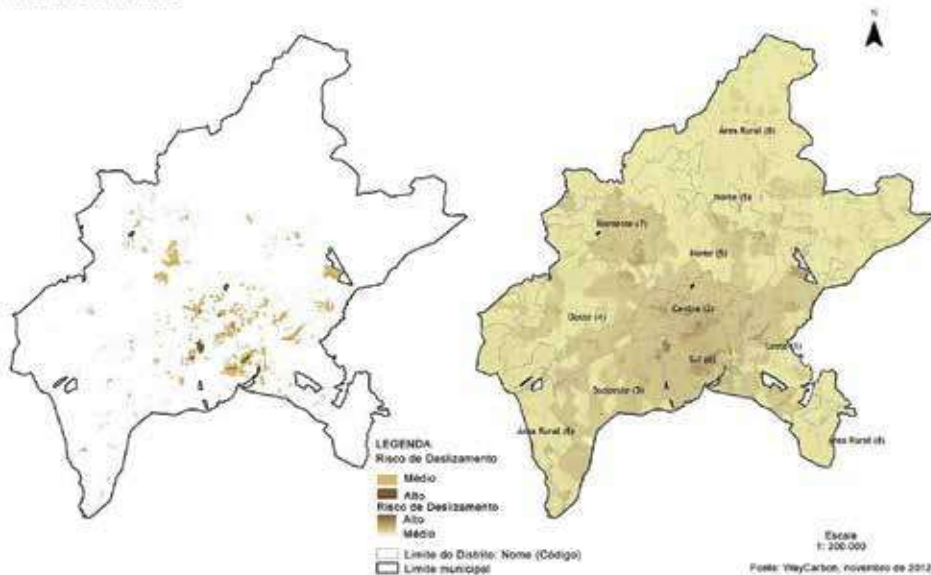 N
Área Rural (8)
Norte (5)
Noroeste (7)
Norte (5)
Centro (2)
Oeste (4)
Leste (1)
Sul (6)
Sudoeste (3)
Área Rural (8)
Área Rural (8)
LEGENDA
Risco de Deslizamento
Médio
Alto
Risco de Deslizamento
Alto
Médio
Limite do Distrito: Nome (Código)
Limite municipal
Escala
1: 200.000
Fonte: WayCarbon, novembro de 2012